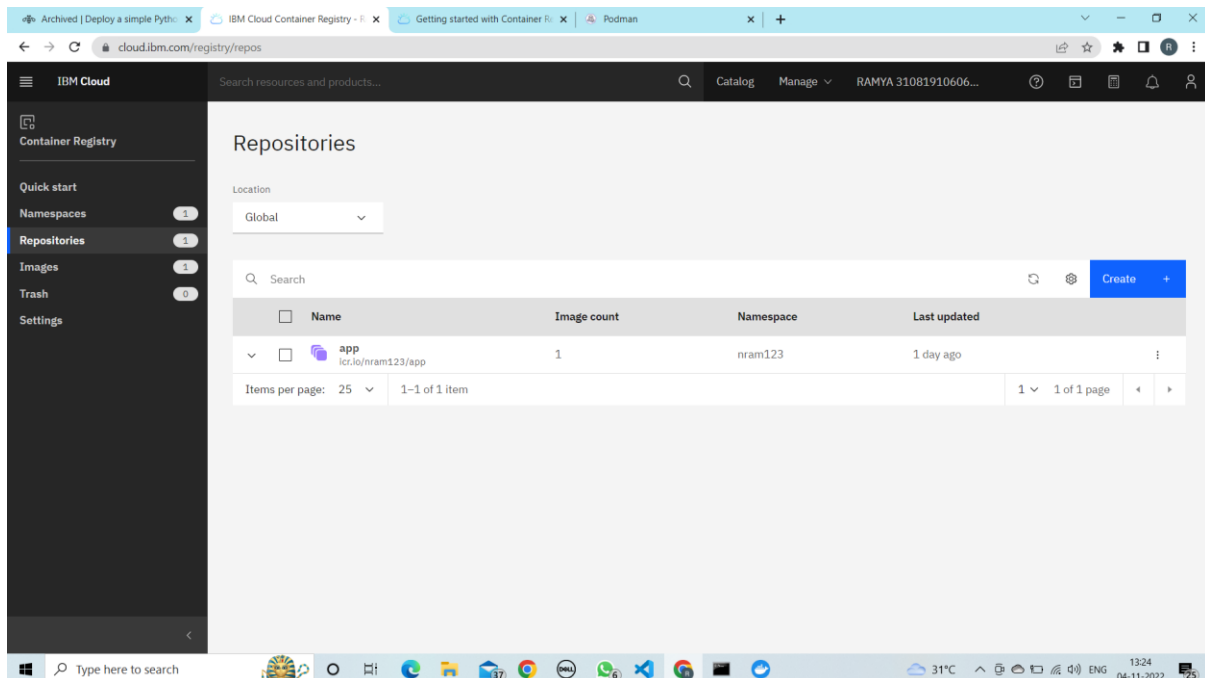 Archived | Deploy a simple Pytho
IBM Cloud Container Registry - R
Getting started with Container Re
Podman
cloud.ibm.com/registry/repos
R
IBM Cloud
Search resources and products...
Catalog
Manage
RAMYA 31081910606...
Container Registry
Quick start
Namespaces 1
Repositories 1
Images 1
Trash 0
Settings
Repositories
Location
Global
Search
Create +
Name Image count Namespace Last updated
app 1 nram123 1 day ago
icr.io/nram123/app
Items per page: 25 1–1 of 1 item 1 1 of 1 page
Type here to search
37
DELL
6
31°C
ENG
13:24
04-11-2022
25